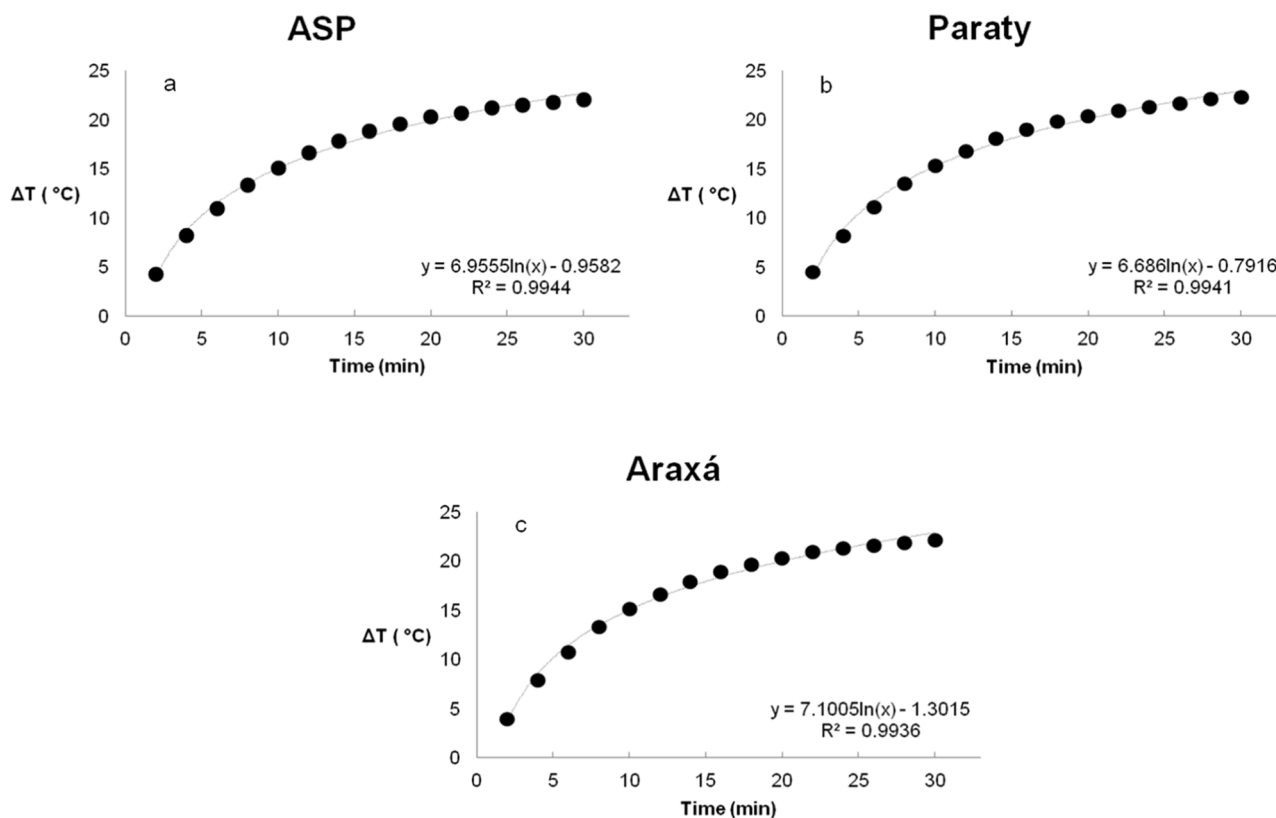 ASP
a
25
20
15
10
5
0
ΔT ( °C)
y = 6.9555ln(x) - 0.9582
R² = 0.9944
0 5 10 15 20 25 30
Time (min)
Paraty
b
25
20
15
10
5
0
ΔT ( °C)
y = 6.686ln(x) - 0.7916
R² = 0.9941
0 5 10 15 20 25 30
Time (min)
Araxá
c
25
20
15
10
5
0
ΔT ( °C)
y = 7.1005ln(x) - 1.3015
R² = 0.9936
0 5 10 15 20 25 30
Time (min)